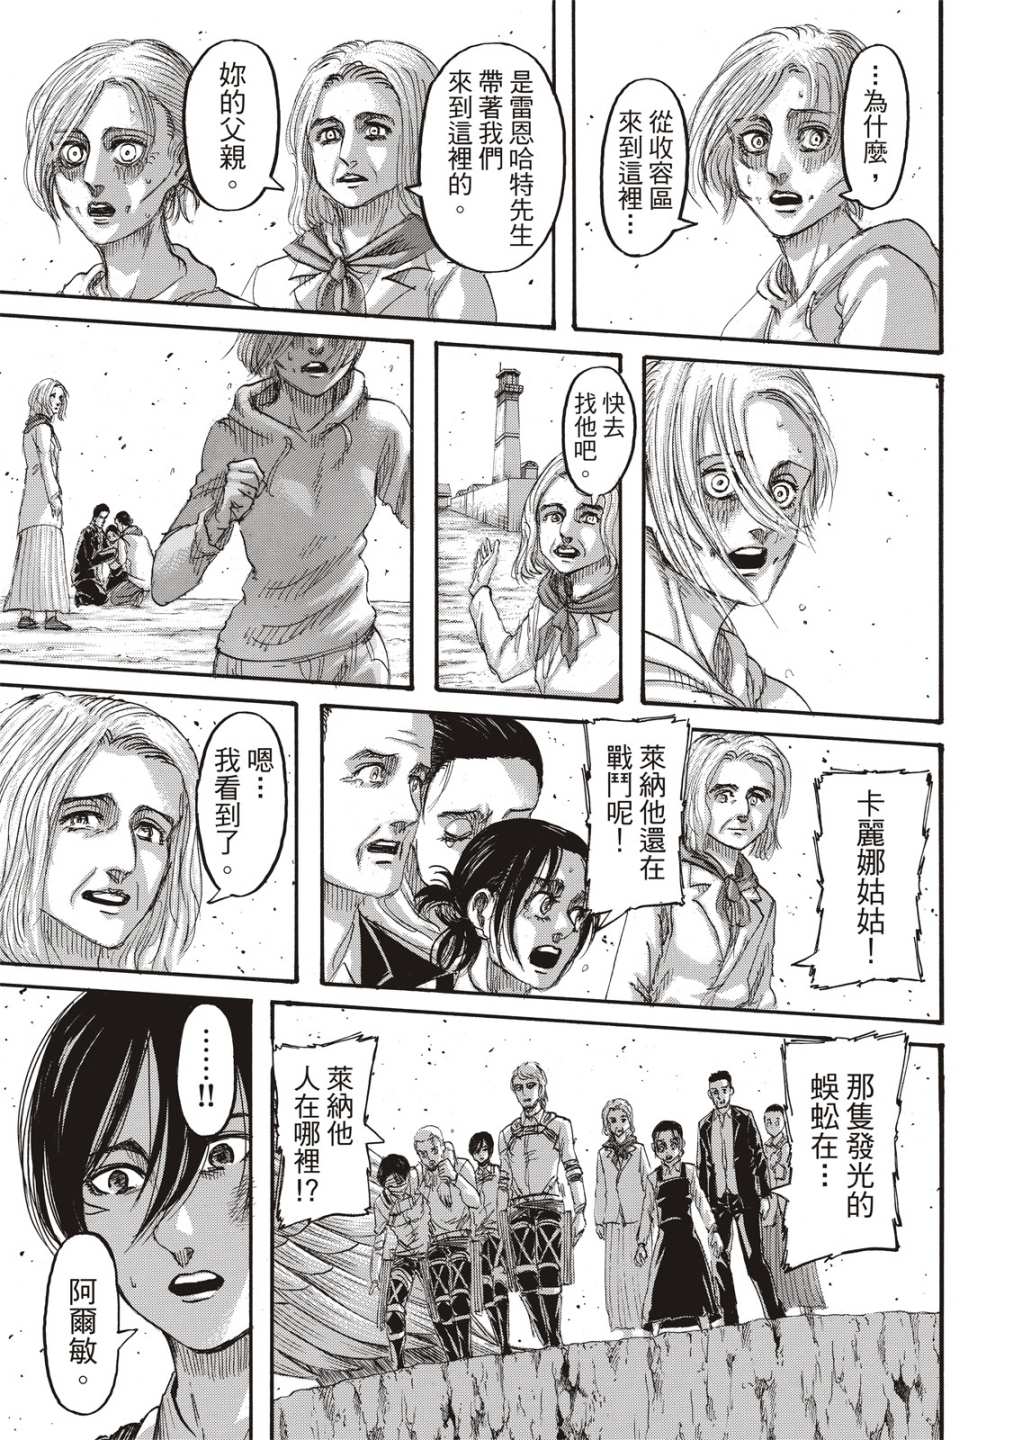 …為什麼，
從收容區
來到這裡…
是雷恩哈特先生
帶著我們
來到這裡的。
妳的父親。
快去
找他吧。
卡麗娜姑姑！
萊納他還在
戰鬥呢！
嗯…
我看到了。
那隻發光的
蜈蚣在…
萊納他
人在哪裡!?
……!!
阿爾敏。